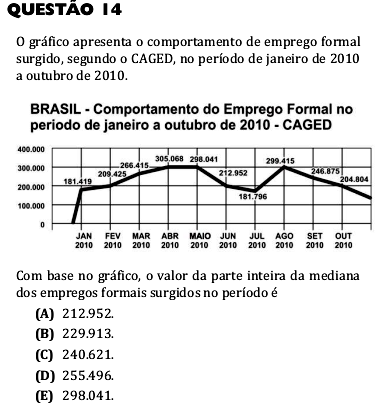 QUESTÃO 14
O gráfico apresenta o comportamento de emprego formal
surgido, segundo o CAGED, no período de janeiro de 2010
a outubro de 2010.
BRASIL - Comportamento do Emprego Formal no
periodo de janeiro a outubro de 2010 - CAGED
400.000
300.000
200.000
100.000
0
181.419
209.425
266.415
305.068
298.041
212.952
181.796
299.415
246.875
204.804
JAN FEV MAR ABR MAIO JUN JUL AGO SET OUT
2010 2010 2010 2010 2010 2010 2010 2010 2010 2010
Com base no gráfico, o valor da parte inteira da mediana
dos empregos formais surgidos no período é
(A) 212.952.
(B) 229.913.
(C) 240.621.
(D) 255.496.
(E) 298.041.